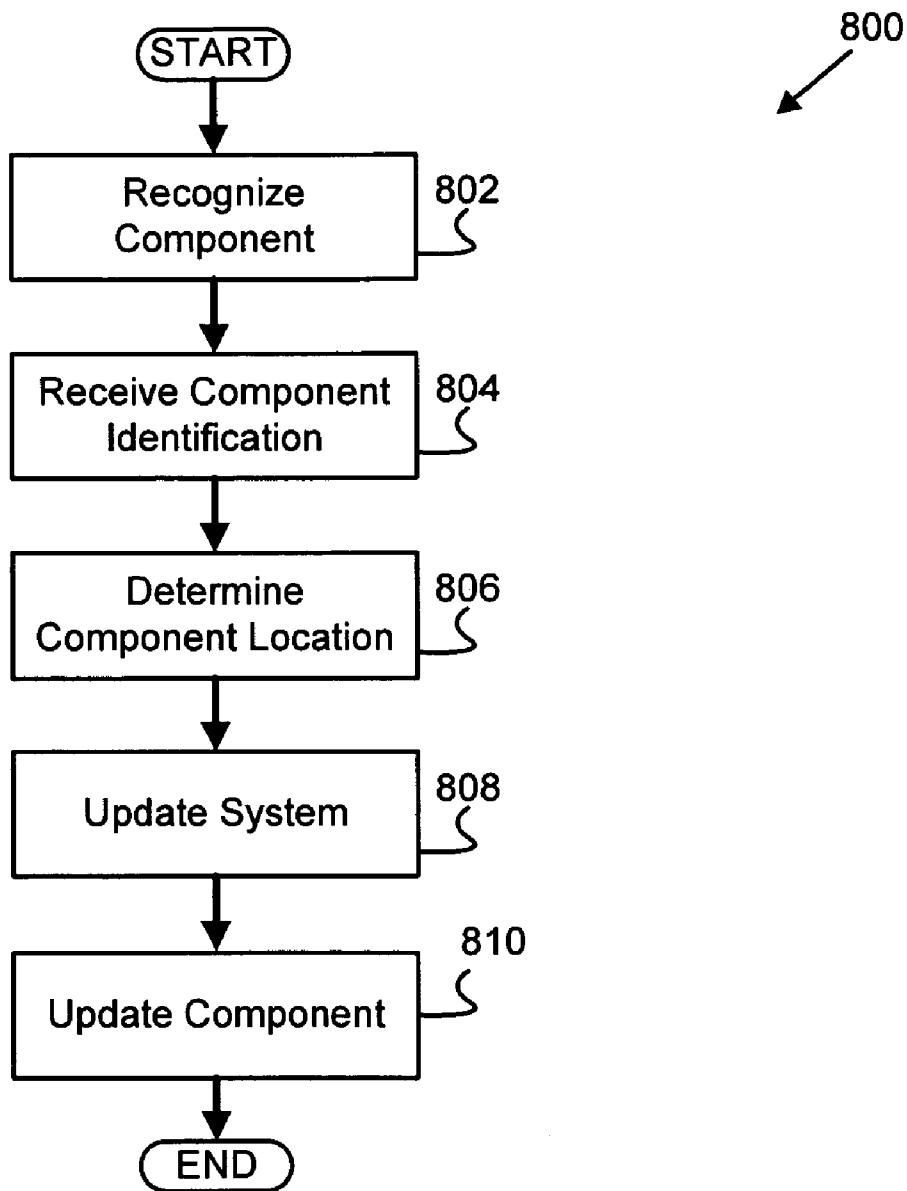 START
800
Recognize
Component
802
Receive Component
Identification
804
Determine
Component Location
806
Update System
808
Update Component
810
END